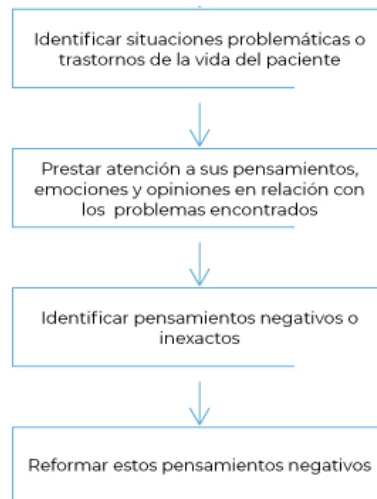 Identificar situaciones problemáticas o
trastornos de la vida del paciente
Prestar atención a sus pensamientos,
emociones y opiniones en relación con
los problemas encontrados
Identificar pensamientos negativos o
inexactos
Reformar estos pensamientos negativos